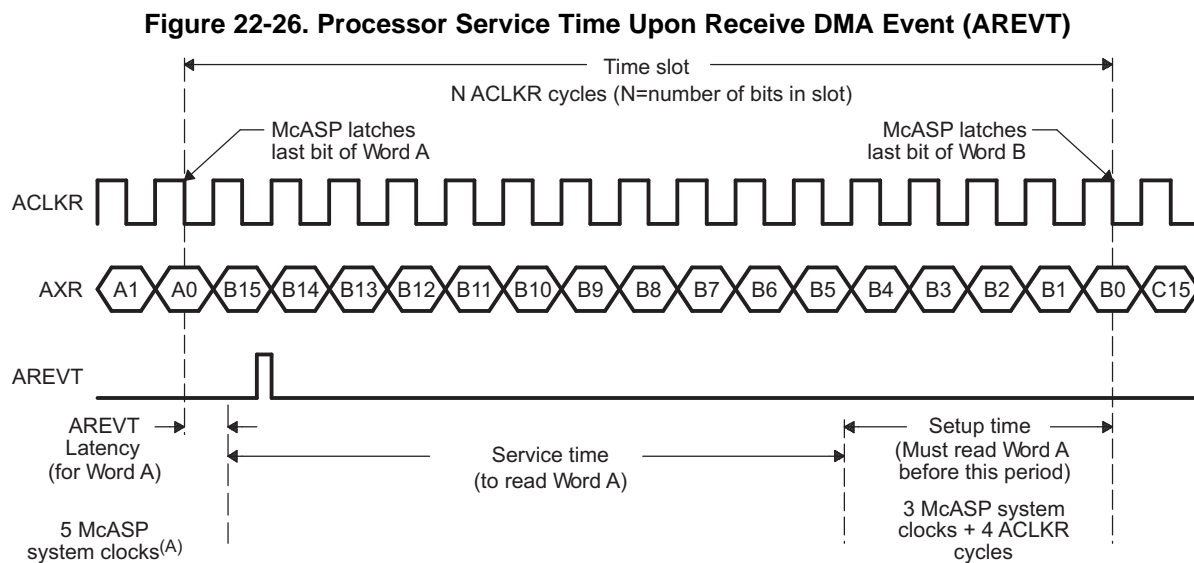 Figure 22-26. Processor Service Time Upon Receive DMA Event (AREVT)
Time slot
N ACLKR cycles (N=number of bits in slot)
McASP latches
last bit of Word A
McASP latches
last bit of Word B
ACLKR
AXR
A1 A0 B15 B14 B13 B12 B11 B10 B9 B8 B7 B6 B5 B4 B3 B2 B1 B0 C15
AREVT
AREVT
Latency
(for Word A)
Service time
(to read Word A)
Setup time
(Must read Word A
before this period)
5 McASP
system clocks(A)
3 McASP system
clocks + 4 ACLKR
cycles